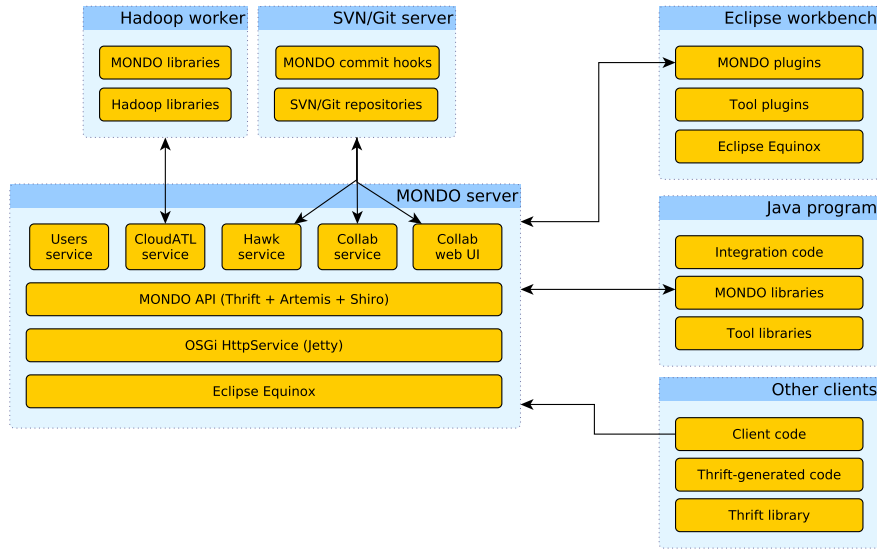 Hadoop worker
MONDO libraries
Hadoop libraries
SVN/Git server
MONDO commit hooks
SVN/Git repositories
MONDO server
Users
service
CloudATL
service
Hawk
service
Collab
service
Collab
web UI
MONDO API (Thrift + Artemis + Shiro)
OSGi HttpService (Jetty)
Eclipse Equinox
Eclipse workbench
MONDO plugins
Tool plugins
Eclipse Equinox
Java program
Integration code
MONDO libraries
Tool libraries
Other clients
Client code
Thrift-generated code
Thrift library